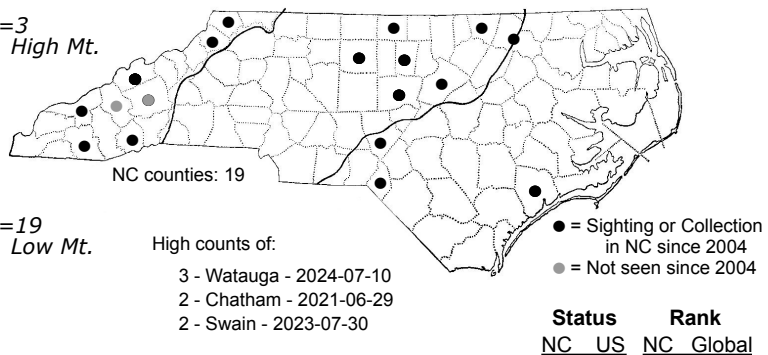 =3
High Mt.
NC counties: 19
=19
Low Mt.
High counts of:
3 - Watauga - 2024-07-10
2 - Chatham - 2021-06-29
2 - Swain - 2023-07-30
= Sighting or Collection
in NC since 2004
= Not seen since 2004
Status Rank
NC US NC Global